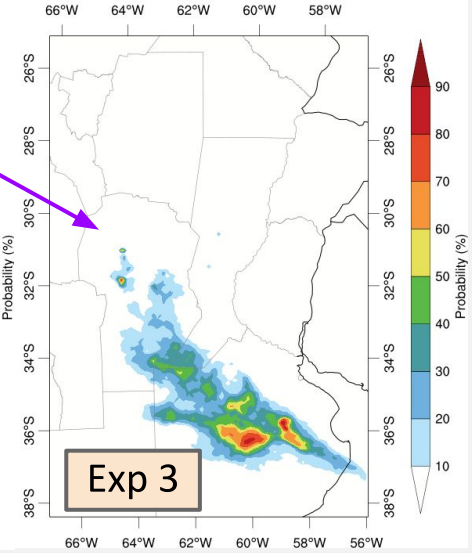 66°W 64°W 62°W 60°W 58°W
26°S 26°S
28°S 28°S
30°S 30°S
32°S 32°S
34°S 34°S
36°S 36°S
38°S 38°S
66°W 64°W 62°W 60°W 58°W 56°W
Probability (%)
Exp 3
90
80
70
60
50
40
30
20
10
Probability (%)